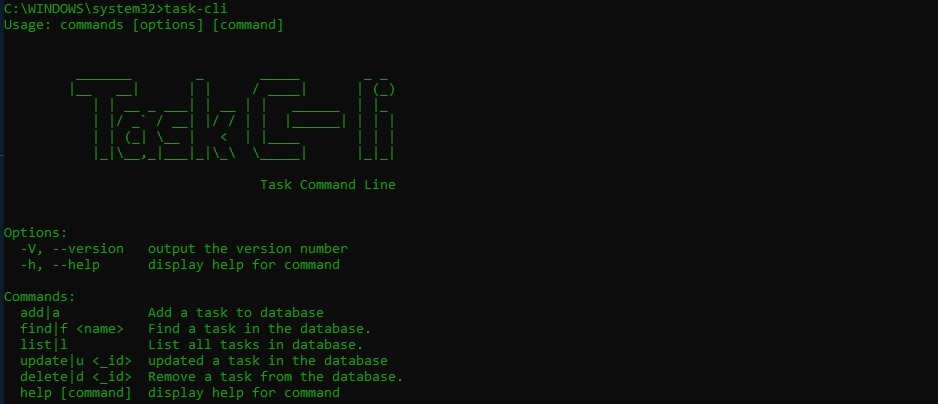 C:\WINDOWS\system32>task-cli
Usage: commands [options] [command]
Task C-li
Task Command Line
Options:
-V, --version   output the version number
-h, --help      display help for command
Commands:
add|a           Add a task to database
find|f <name>   Find a task in the database.
list|l          List all tasks in database.
update|u <_id>  updated a task in the database
delete|d <_id>  Remove a task from the database.
help [command]  display help for command